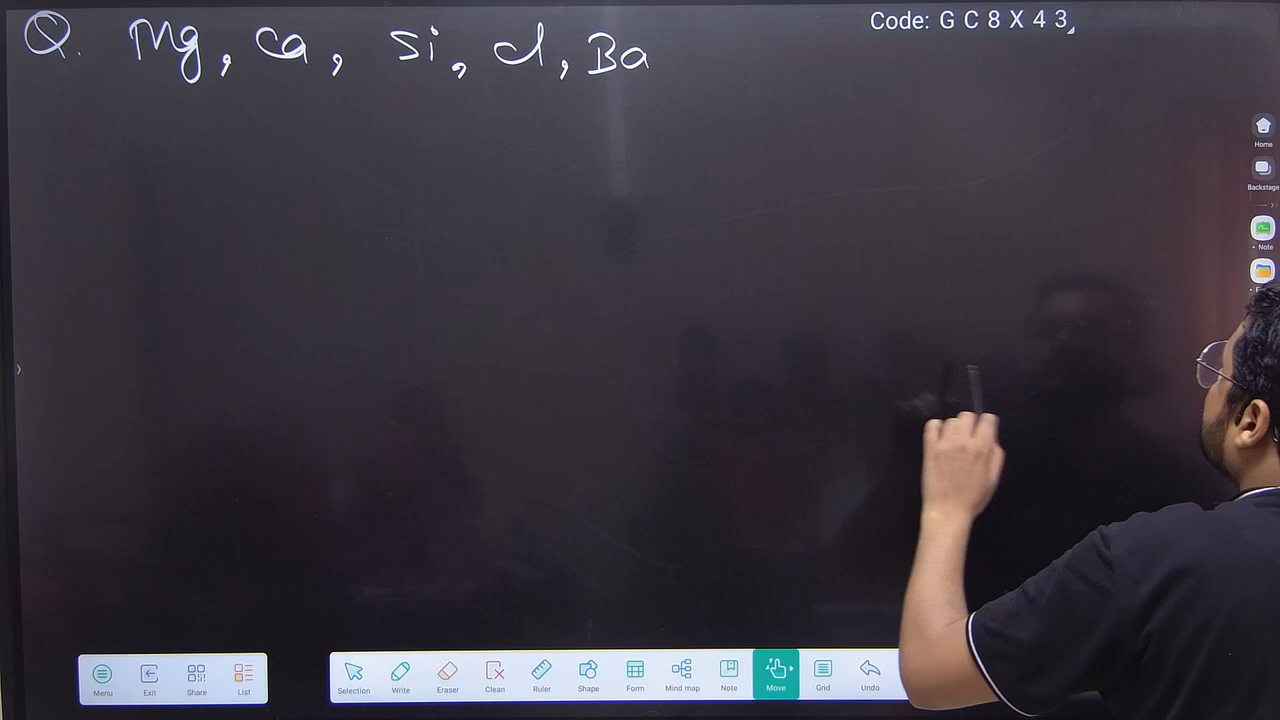 Code: G C 8 X 4 3
Q. Mg, Ca, Si, Cl, Ba
Home
Backstage
Note
Menu Exit Share List
Selection Write Eraser Clean Ruler Shape Form Mind map Note Move Grid Undo